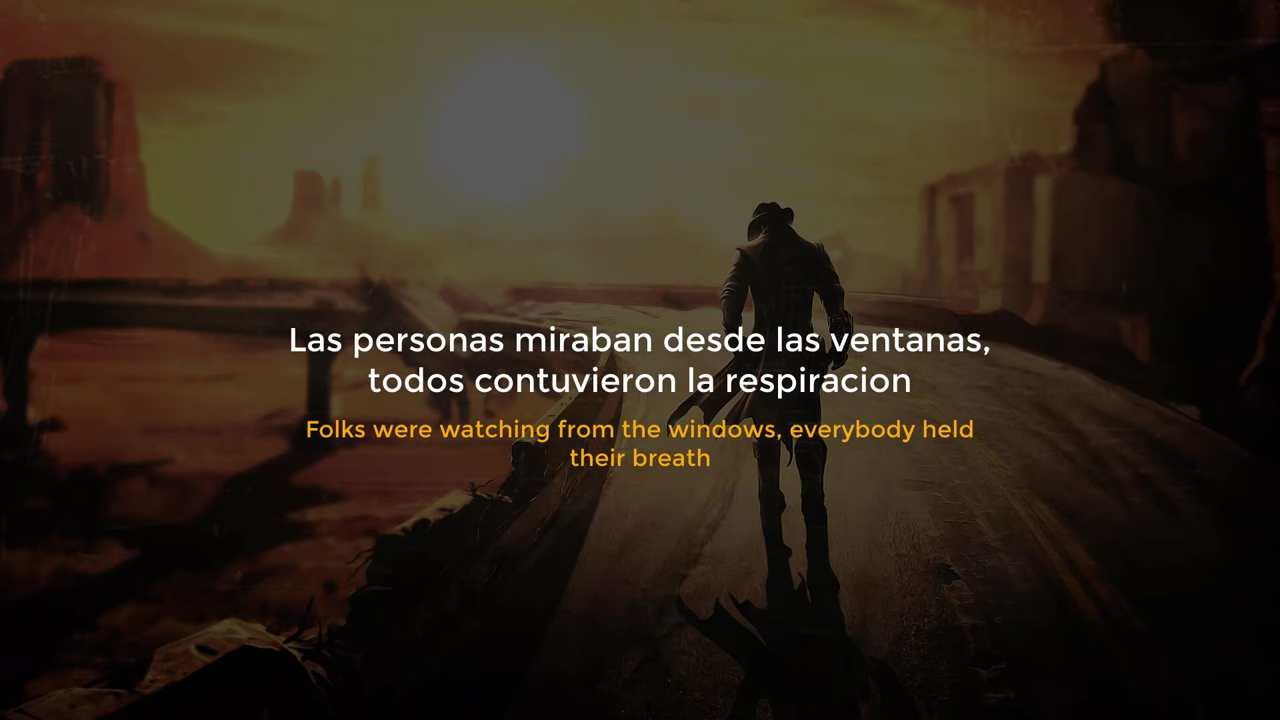 Las personas miraban desde las ventanas,
todos contuvieron la respiracion
Folks were watching from the windows, everybody held
their breath